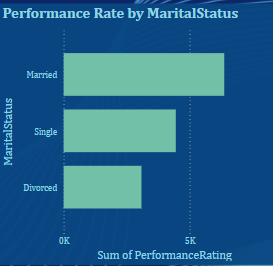 Performance Rate by MaritalStatus
MaritalStatus
Married
Single
Divorced
0K 5K
Sum of PerformanceRating